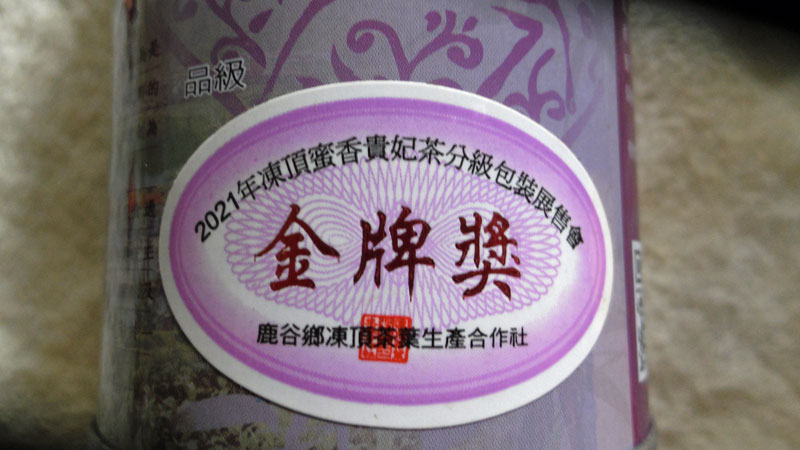 品級
2021年凍頂蜜香貴妃茶分級包裝展售會
金牌獎
鹿谷鄉凍頂茶葉生產合作社